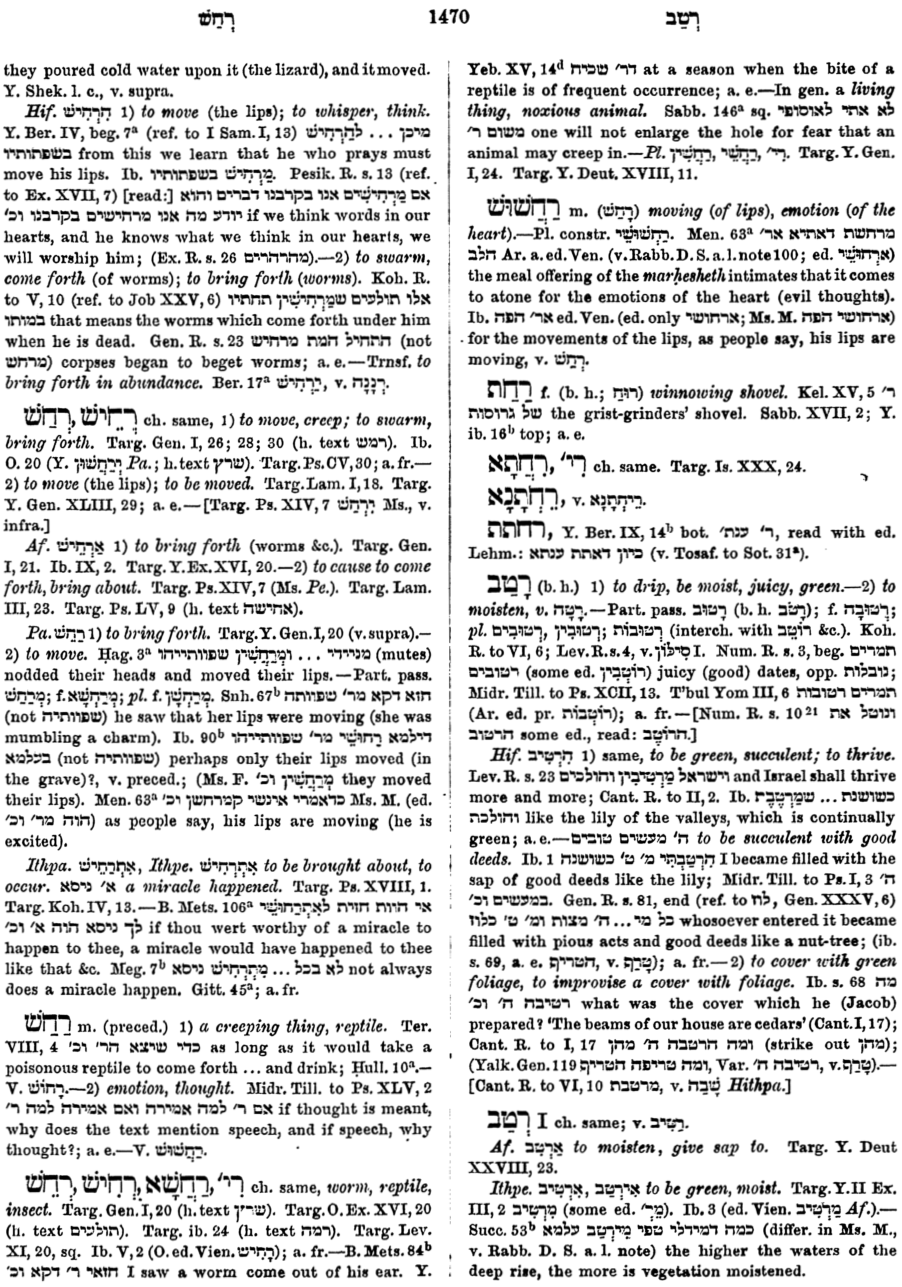 רְחַשׁ 1470 רְטַב
they poured cold water upon it (the lizard), and it moved.
Y. Shek. l. c., v. supra.
Hif. הִרְחִישׁ 1) to move (the lips); to whisper, think.
Y. Ber. IV, beg. 7ᵃ (ref. to I Sam. I, 13) מיכן ... לְהַרְחִישׁ
בשפתותיו from this we learn that he who prays must
move his lips. Ib. מַרְחִישׁ בשפתותיו. Pesik. R. s. 13 (ref.
to Ex. XVII, 7) [read:] אם מַרְחִישִׁים אנו בקרבנו דברים והוא
יודע מה אנו מרחישים בקרבנו וכ׳ if we think words in our
hearts, and he knows what we think in our hearts, we
will worship him; (Ex. R. s. 26 מהרהרים).—2) to swarm,
come forth (of worms); to bring forth (worms). Koh. R.
to V, 10 (ref. to Job XXV, 6) אלו תולעים שמַּרְחִישִׁין תחתיו
במותו that means the worms which come forth under him
when he is dead. Gen. R. s. 23 התחיל המת מרחיש (not
מרחש) corpses began to beget worms; a. e.—Trnsf. to
bring forth in abundance. Ber. 17ᵃ יַרְחִישׁ, v. רְנָנָה.
רְחֵישׁ, רְחַשׁ ch. same, 1) to move, creep; to swarm,
bring forth. Targ. Gen. I, 26; 28; 30 (h. text רמש). Ib.
O. 20 (Y. יְרַחֲשׁוּן Pa.; h. text שרץ). Targ. Ps. CV, 30; a. fr.—
2) to move (the lips); to be moved. Targ. Lam. I, 18. Targ.
Y. Gen. XLIII, 29; a. e.—[Targ. Ps. XIV, 7 יִרְחַשׁ Ms., v.
infra.]
Af. אַרְחֵישׁ 1) to bring forth (worms &c.). Targ. Gen.
I, 21. Ib. IX, 2. Targ. Y. Ex. XVI, 20.—2) to cause to come
forth, bring about. Targ. Ps. XIV, 7 (Ms. Pe.). Targ. Lam.
III, 23. Targ. Ps. LV, 9 (h. text אחישה).
Pa. רַחֵשׁ 1) to bring forth. Targ. Y. Gen. I, 20 (v. supra).—
2) to move. Ḥag. 3ᵃ מניידי ... ומְרַחֲשִׁין שפוותייהו (mutes)
nodded their heads and moved their lips.—Part. pass.
מְרַחַשׁ; f. מְרַחֲשָׁא; pl. f. מְרַחֲשָׁן. Snh. 67ᵇ חזא דקא מר׳ שפוותה
(not שפוותיה) he saw that her lips were moving (she was
mumbling a charm). Ib. 90ᵇ דילמא רַחוֹשֵׁי מר׳ שפוותייהו
בעלמא (not שפוותיה) perhaps only their lips moved (in
the grave)?, v. preced.; (Ms. F. מְרַחֲשִׁין וכ׳ they moved
their lips). Men. 63ᵃ כדאמרי אינשי קמרחשן וכ׳ Ms. M. (ed.
הוה מר׳ וכ׳) as people say, his lips are moving (he is
excited).
Ithpa. אִתְרַחֵישׁ, Ithpe. אִתְרְחִישׁ to be brought about, to
occur. א׳ ניסא a miracle happened. Targ. Ps. XVIII, 1.
Targ. Koh. IV, 13.—B. Mets. 106ᵃ אי הוות חזית לאִתְרַחוֹשֵׁי
לך ניסא הוה א׳ וכ׳ if thou wert worthy of a miracle to
happen to thee, a miracle would have happened to thee
like that &c. Meg. 7ᵇ לא בכל ... מִתְרְחִישׁ ניסא not always
does a miracle happen. Gitt. 45ᵃ; a. fr.
רַחַשׁ m. (preced.) 1) a creeping thing, reptile. Ter.
VIII, 4 כדי שיצא הר׳ וכ׳ as long as it would take a
poisonous reptile to come forth ... and drink; Ḥull. 10ᵃ.—
V. רָחוֹשׁ.—2) emotion, thought. Midr. Till. to Ps. XLV, 2
אם ר׳ למה אמירה ואם אמירה למה ר׳ if thought is meant,
why does the text mention speech, and if speech, why
thought?; a. e.—V. רַחֲשׁוּשׁ.
רְחֵשׁ, רְחִישׁ, רַחֲשָׁא, רִי׳ ch. same, worm, reptile,
insect. Targ. Gen. I, 20 (h. text שרץ). Targ. O. Ex. XVI, 20
(h. text תולעים). Targ. ib. 24 (h. text רמה). Targ. Lev.
XI, 20, sq. Ib. V, 2 (O. ed. Vien. רָחִישׁ); a. fr.—B. Mets. 84ᵇ
חזאי ר׳ דקא וכ׳ I saw a worm come out of his ear. Y.
Yeb. XV, 14ᵈ דר׳ שכיח at a season when the bite of a
reptile is of frequent occurrence; a. e.—In gen. a living
thing, noxious animal. Sabb. 146ᵃ sq. לא אתי לאוסופי
משום ר׳ one will not enlarge the hole for fear that an
animal may creep in.—Pl. רַחֲשִׁין, רַחֲשֵׁי, רִי׳. Targ. Y. Gen.
I, 24. Targ. Y. Deut. XVIII, 11.
רַחֲשׁוּשׁ m. (רָחַשׁ) moving (of lips), emotion (of the
heart).—Pl. constr. רַחְשׁוּשֵׁי. Men. 63ᵃ מרחשת דאתיא אר׳
הלב Ar. a. ed. Ven. (v. Rabb. D. S. a. l. note 100; ed. ארחושי)
the meal offering of the marḥesheth intimates that it comes
to atone for the emotions of the heart (evil thoughts).
Ib. אר׳ הפה ed. Ven. (ed. only ארחושי; Ms. M. ארחושי הפה)
for the movements of the lips, as people say, his lips are
moving, v. רְחַשׁ.
רַחַת f. (b. h.; רוּחַ) winnowing shovel. Kel. XV, 5 ר׳
של גרוסות the grist-grinders' shovel. Sabb. XVII, 2; Y.
ib. 16ᵇ top; a. e.
רַחֲתָא, רִי׳ ch. same. Targ. Is. XXX, 24.
רֵחְתָּנָא, v. רֵיחְתָּנָא.
רחתת, Y. Ber. IX, 14ᵇ bot. ר׳ ענת׳, read with ed.
Lehm.: כיון דאתת ענתא (v. Tosaf. to Sot. 31ᵃ).
רָטַב (b. h.) 1) to drip, be moist, juicy, green.—2) to
moisten, v. רָטָה.—Part. pass. רָטוּב (b. h. רָטֹב); f. רְטוּבָה;
pl. רְטוּבִים, רְטוּבִין; רְטוּבוֹת (interch. with רוֹטֵב &c.). Koh.
R. to VI, 6; Lev. R. s. 4, v. סִילּוֹן I. Num. R. s. 3, beg. תמרים
רטובים (some ed. רוֹטְבִין) juicy (good) dates, opp. נובלות;
Midr. Till. to Ps. XCII, 13. T'bul Yom III, 6 תמרים רטובות
(Ar. ed. pr. רוֹטְבוֹת); a. fr.—[Num. R. s. 10²¹ ונוטל את
הרטוב some ed., read: הרוֹטֶב.]
Hif. הִרְטִיב 1) same, to be green, succulent; to thrive.
Lev. R. s. 23 וישראל מַרְטִיבִין והולכים and Israel shall thrive
more and more; Cant. R. to II, 2. Ib. כשושנת ... שמַּרְטֶבֶת
והולכת like the lily of the valleys, which is continually
green; a. e.—ה׳ מעשים טובים to be succulent with good
deeds. Ib. 1 הִרְטַבְתִּי מ׳ ט׳ כשושנה I became filled with the
sap of good deeds like the lily; Midr. Till. to Ps. I, 3 ה׳
במעשים וכ׳. Gen. R. s. 81, end (ref. to לוז, Gen. XXXV, 6)
כל מי ... ה׳ מצות ומ׳ ט׳ כלוז whosoever entered it became
filled with pious acts and good deeds like a nut-tree; (ib.
s. 69, a. e. הטריף, v. טָרַף); a. fr.—2) to cover with green
foliage, to improvise a cover with foliage. Ib. s. 68 מה
רטיבה ה׳ וכ׳ what was the cover which he (Jacob)
prepared? 'The beams of our house are cedars' (Cant. I, 17);
Cant. R. to I, 17 ומה הרטבה ה׳ מהן (strike out מהן);
(Yalk. Gen. 119 ומה טריפה הטריף, Var. רטיבה ה׳, v. טָרַף).—
[Cant. R. to VI, 10 מרטבת, v. שָׁבַה Hithpa.]
רְטַב I ch. same; v. רַטִּיב.
Af. אַרְטֵב to moisten, give sap to. Targ. Y. Deut
XXVIII, 23.
Ithpe. אִירְטַב, אִרְטִיב to be green, moist. Targ. Y. II Ex.
III, 2 מִרְטִיב (some ed. מַר׳). Ib. 3 (ed. Vien. מַרְטִיב Af.).—
Succ. 53ᵇ כמה דמידלי טפי מירְטַב עלמא (differ. in Ms. M.,
v. Rabb. D. S. a. l. note) the higher the waters of the
deep rise, the more is vegetation moistened.